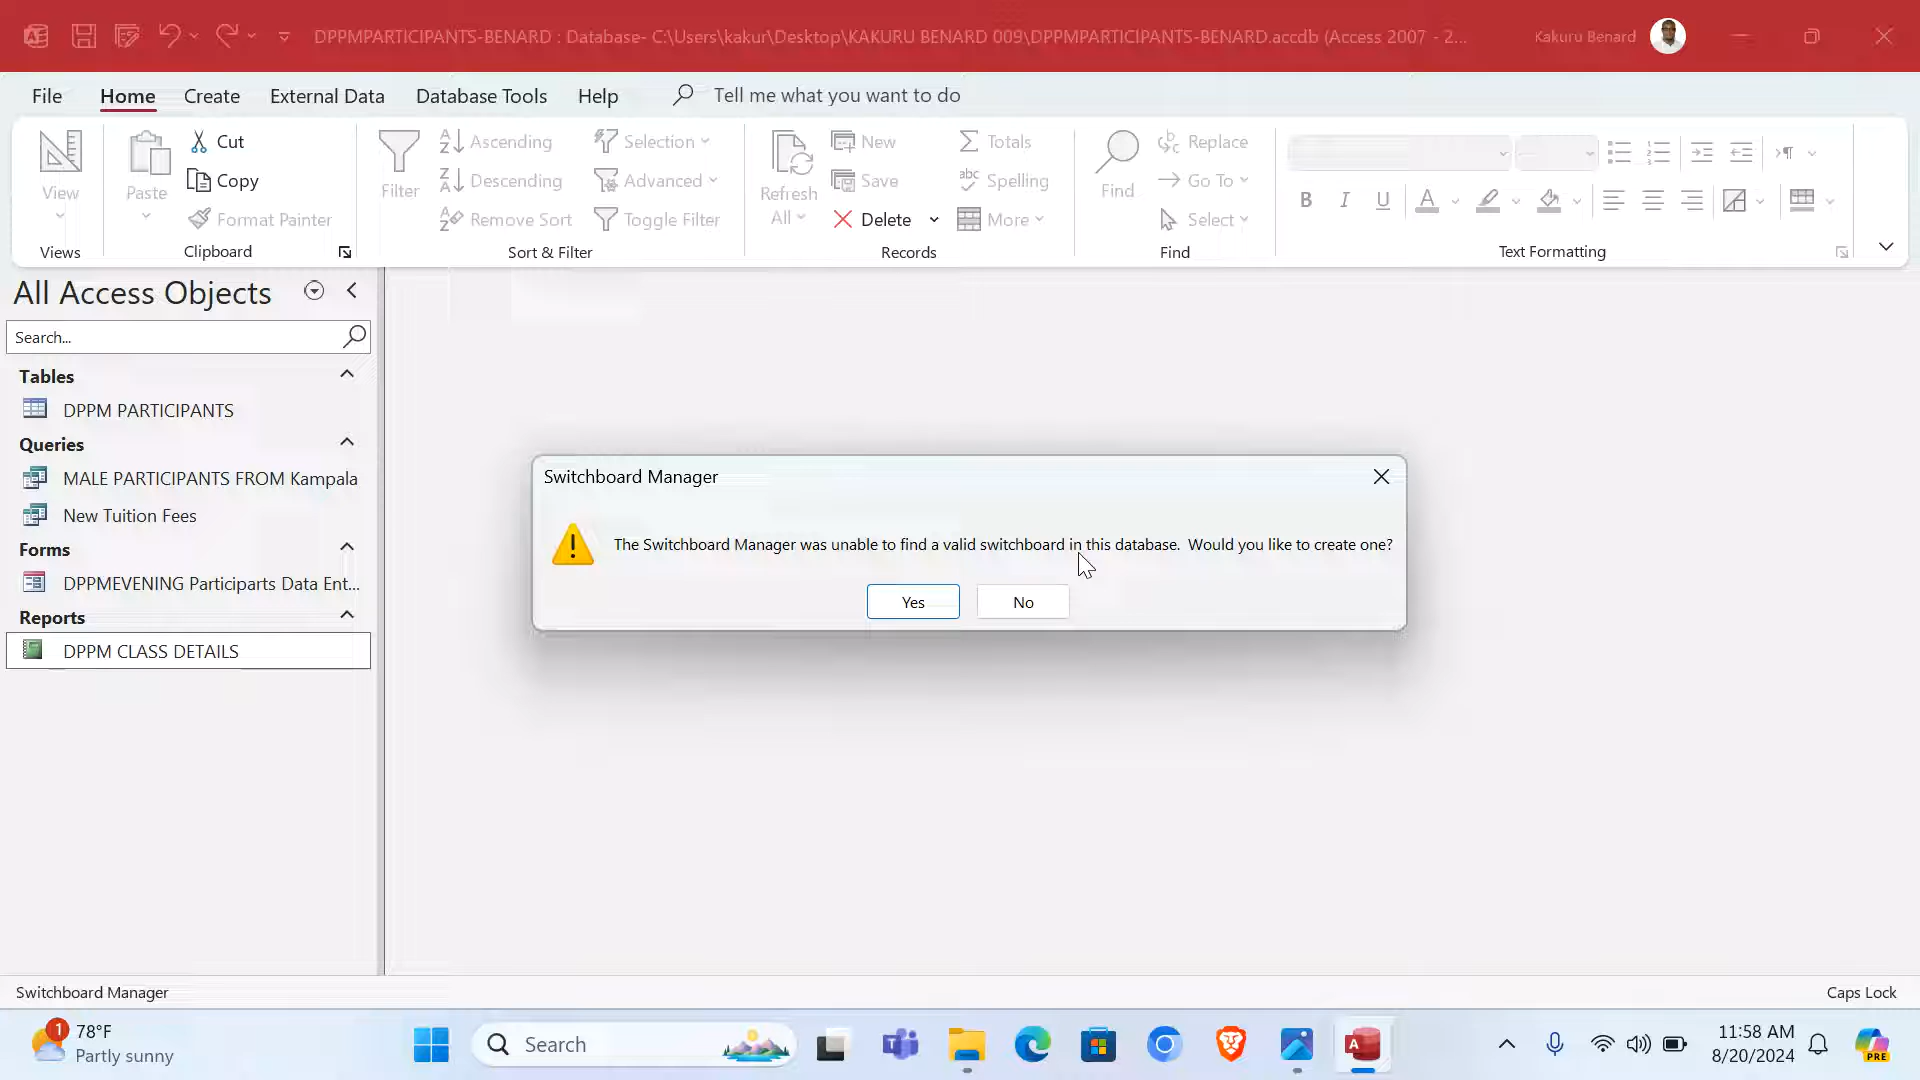 DPPMPARTICIPANTS-BENARD : Database- C:\Users\kakur\Desktop\KAKURU BENARD 009\DPPMPARTICIPANTS-BENARD.accdb (Access 2007 - 2...
Kakuru Benard
File
Home
Create
External Data
Database Tools
Help
Tell me what you want to do
View
Views
Paste
Cut
Copy
Format Painter
Clipboard
Filter
Ascending
Descending
Remove Sort
Selection
Advanced
Toggle Filter
Sort & Filter
Refresh
All
New
Save
Delete
Totals
Spelling
More
Records
Find
Replace
Go To
Select
Find
B I U A
Text Formatting
All Access Objects
Search...
Tables
DPPM PARTICIPANTS
Queries
MALE PARTICIPANTS FROM Kampala
New Tuition Fees
Forms
DPPMEVENING Participarts Data Ent...
Reports
DPPM CLASS DETAILS
Switchboard Manager
The Switchboard Manager was unable to find a valid switchboard in this database.  Would you like to create one?
Yes
No
Switchboard Manager
Caps Lock
1
78°F
Partly sunny
Search
11:58 AM
8/20/2024
PRE